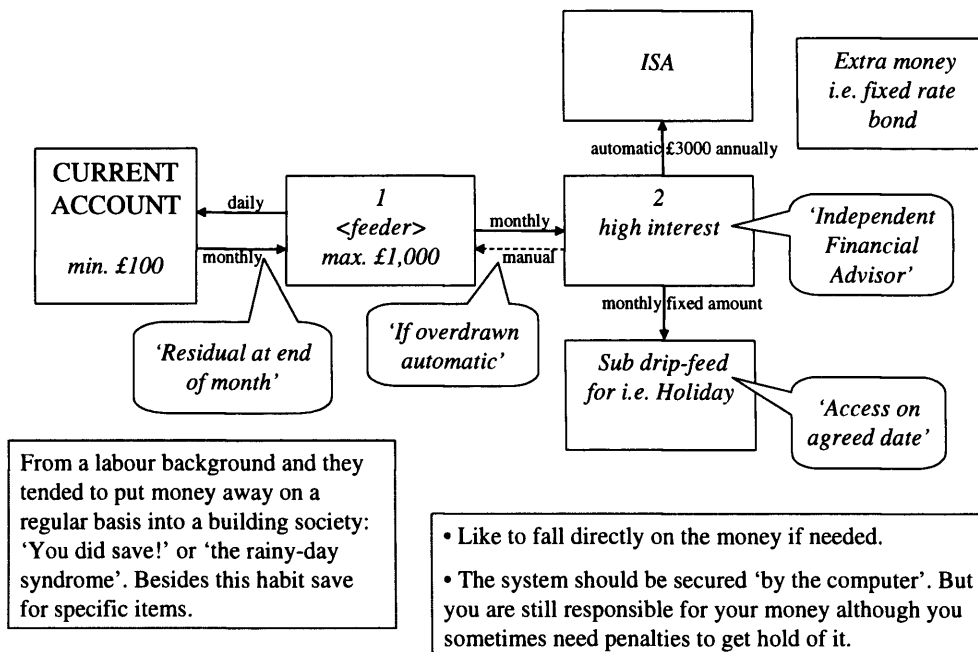 ISA
Extra money
i.e. fixed rate
bond
automatic £3000 annually
CURRENT
ACCOUNT
min. £100
daily
monthly
1
<feeder>
max. £1,000
monthly
manual
2
high interest
'Independent
Financial
Advisor'
monthly fixed amount
'Residual at end
of month'
'If overdrawn
automatic'
Sub drip-feed
for i.e. Holiday
'Access on
agreed date'
From a labour background and they
tended to put money away on a
regular basis into a building society:
'You did save!' or 'the rainy-day
syndrome'. Besides this habit save
for specific items.
• Like to fall directly on the money if needed.
• The system should be secured 'by the computer'. But
you are still responsible for your money although you
sometimes need penalties to get hold of it.